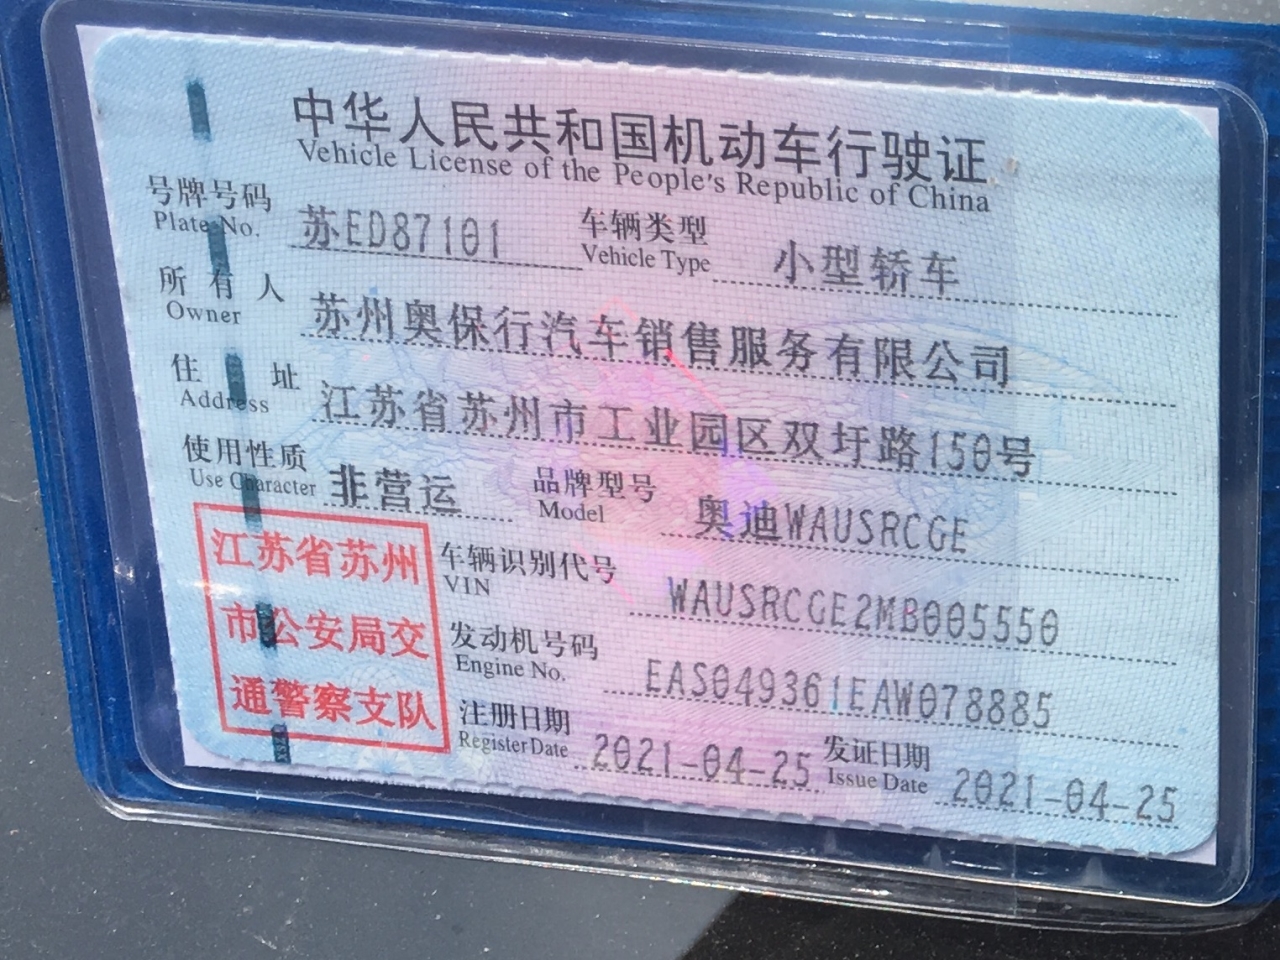 中华人民共和国机动车行驶证
Vehicle License of the People's Republic of China
号牌号码 苏ED87101 车辆类型 小型轿车
Plate No. Vehicle Type
所有人 苏州奥保行汽车销售服务有限公司
Owner
住址 江苏省苏州市工业园区双圩路150号
Address
使用性质 非营运 品牌型号 奥迪WAUSRCGE
Use Character Model
江苏省苏州
市公安局交
通警察支队
车辆识别代号 WAUSRCGE2MB005550
VIN
发动机号码 EAS049361EAW078885
Engine No.
注册日期 2021-04-25 发证日期 2021-04-25
Register Date Issue Date